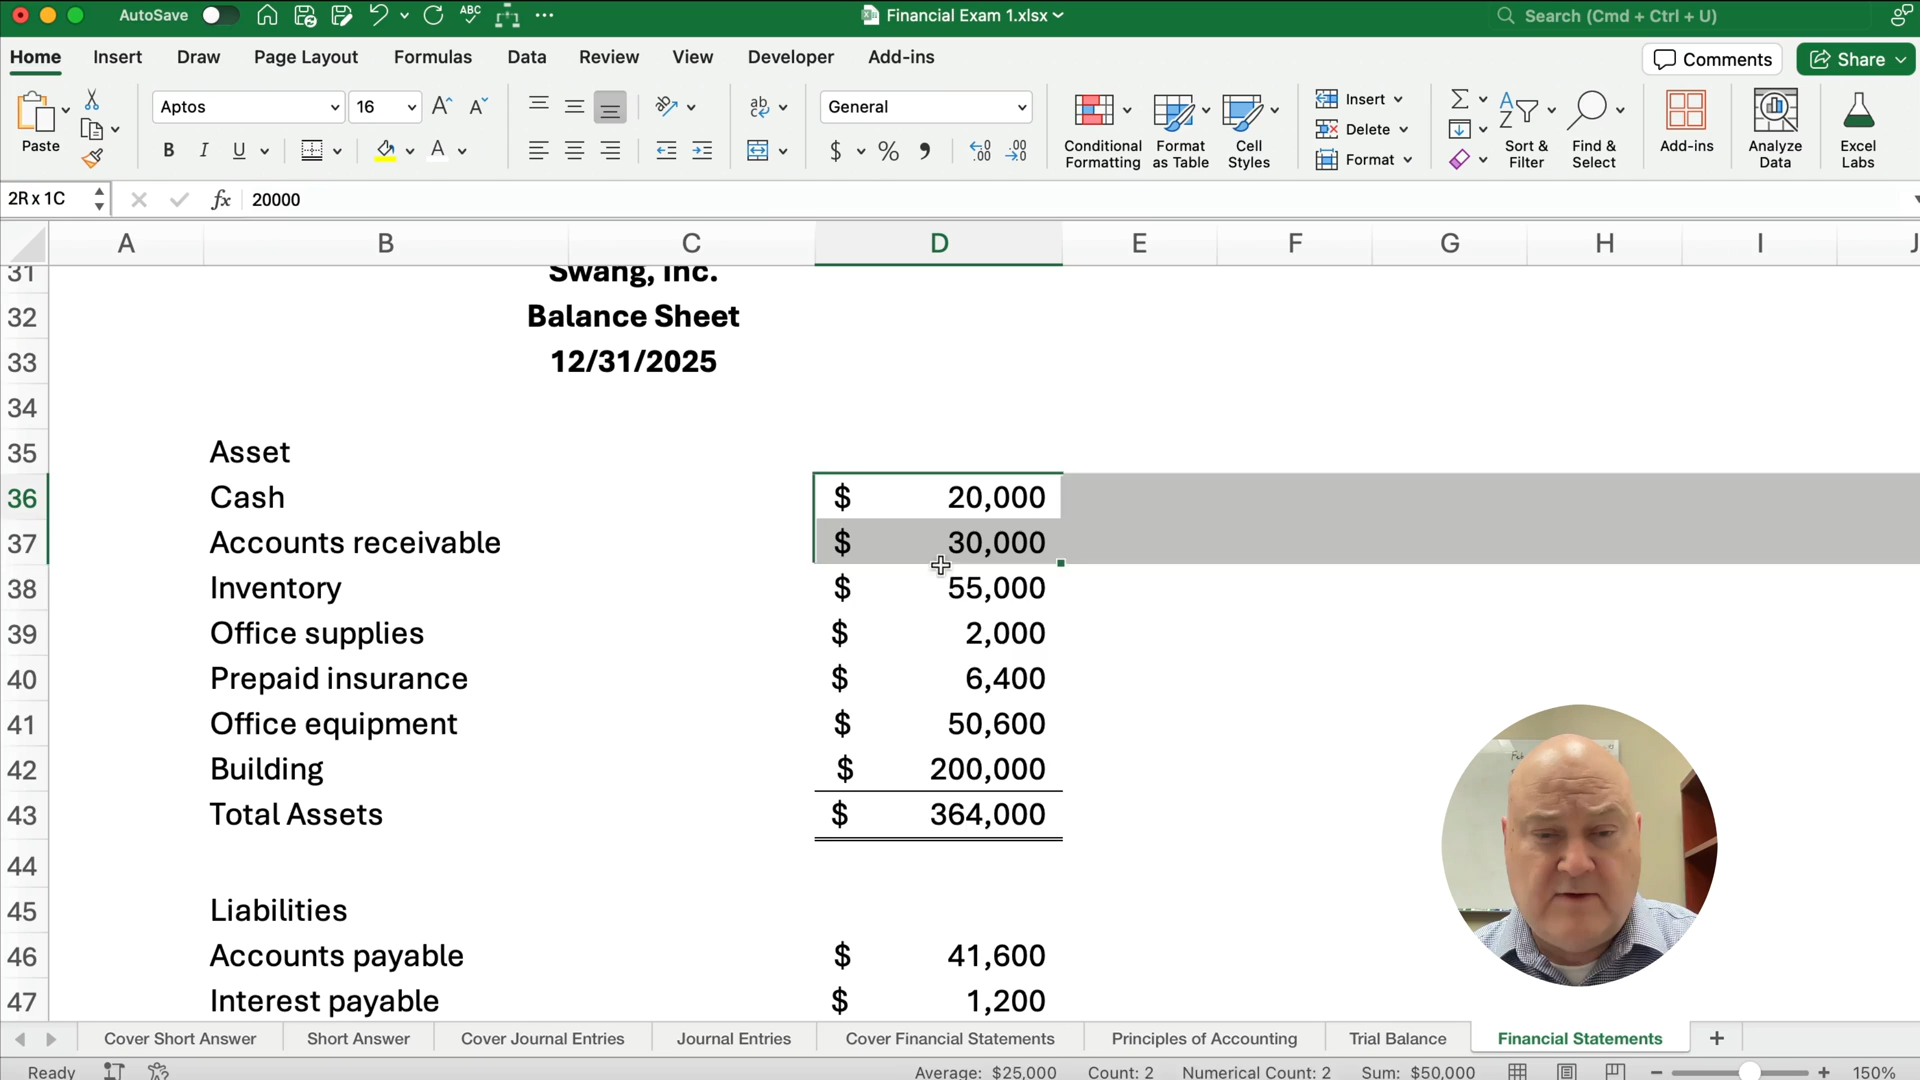 AutoSave
ABC
Financial Exam 1.xlsx
Search (Cmd + Ctrl + U)
Home Insert Draw Page Layout Formulas Data Review View Developer Add-ins
Comments Share
Paste
Aptos 16
General
Conditional Formatting
Format as Table
Cell Styles
Insert
Delete
Format
Sort & Filter
Find & Select
Add-ins
Analyze Data
Excel Labs
2R x 1C fx 20000
A B C D E F G H I J
31 Swang, Inc.
32 Balance Sheet
33 12/31/2025
34
35 Asset
36 Cash $ 20,000
37 Accounts receivable $ 30,000
38 Inventory $ 55,000
39 Office supplies $ 2,000
40 Prepaid insurance $ 6,400
41 Office equipment $ 50,600
42 Building $ 200,000
43 Total Assets $ 364,000
44
45 Liabilities
46 Accounts payable $ 41,600
47 Interest payable $ 1,200
Cover Short Answer Short Answer Cover Journal Entries Journal Entries Cover Financial Statements Principles of Accounting Trial Balance Financial Statements +
Ready Average: $25,000 Count: 2 Numerical Count: 2 Sum: $50,000 150%